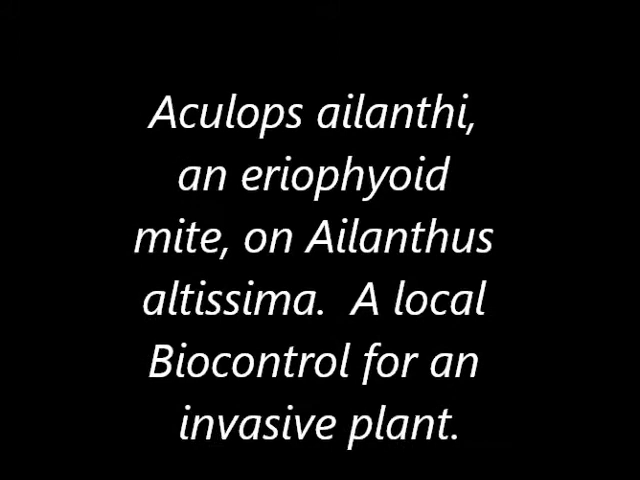 Aculops ailanthi,
an eriophyoid
mite, on Ailanthus
altissima.  A local
Biocontrol for an
invasive plant.